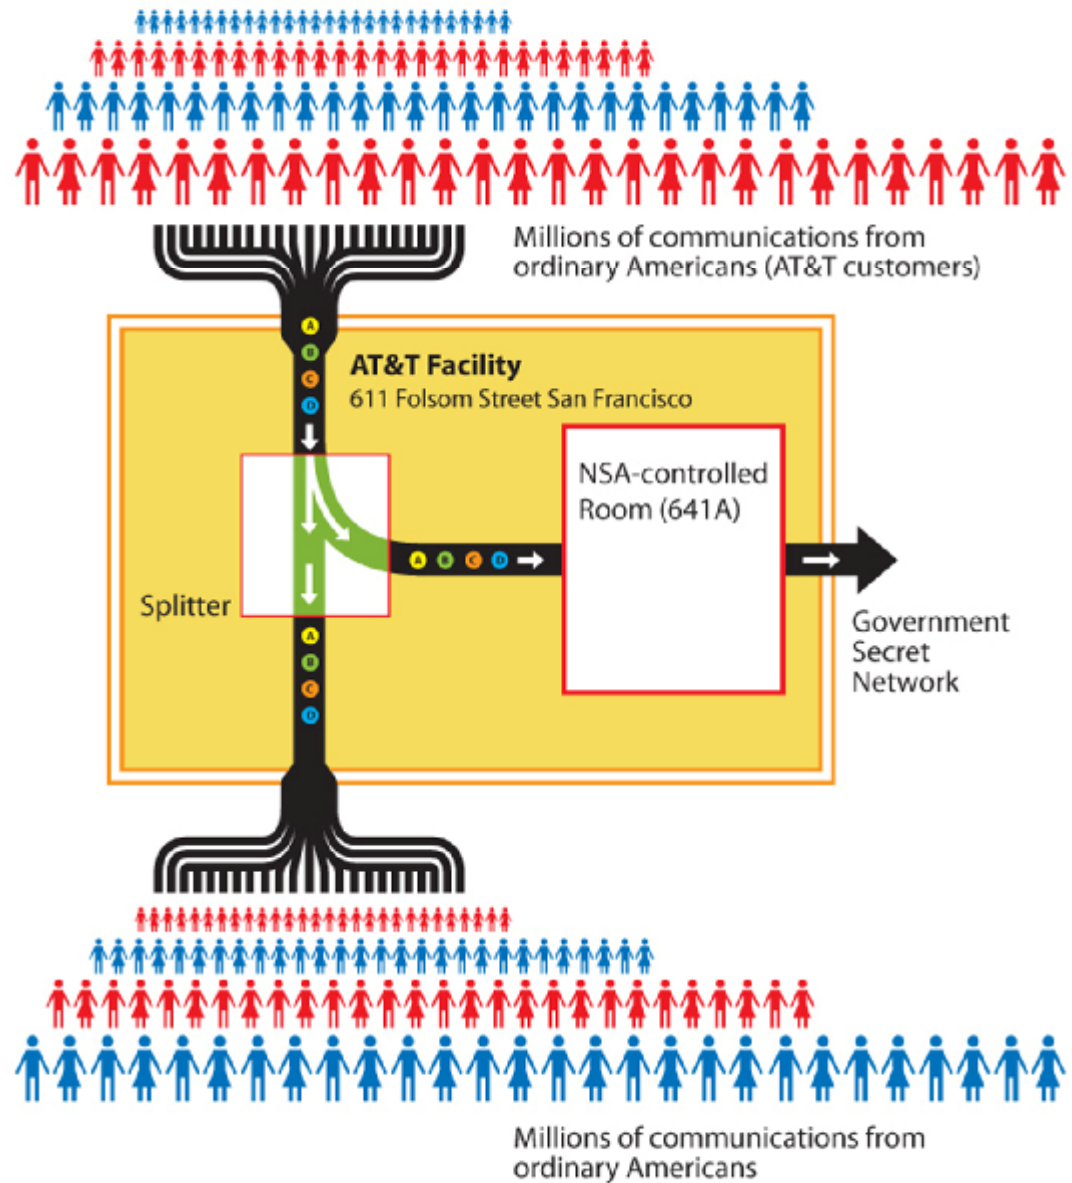 Millions of communications from
ordinary Americans (AT&T customers)
A
B
C
D
AT&T Facility
611 Folsom Street San Francisco
NSA-controlled
Room (641A)
A B C D
Splitter
Government
Secret
Network
A
B
C
D
Millions of communications from
ordinary Americans